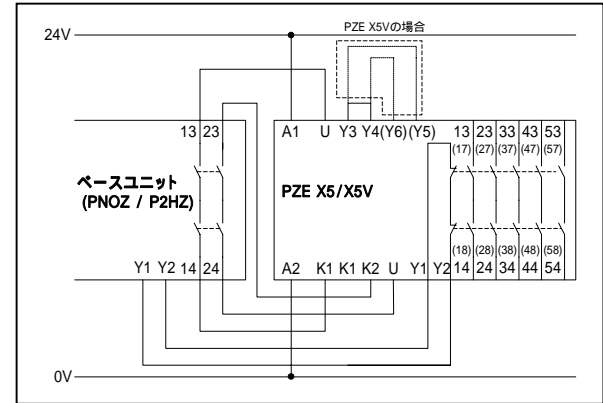 PZE X5Vの場合
24V
13 23
A1 U Y3 Y4(Y6)(Y5) 13 23 33 43 53
(17) (27) (37) (47) (57)
ベースユニット
(PNOZ / P2HZ)
PZE X5/X5V
(18) (28) (38) (48) (58)
Y1 Y2 14 24
A2 K1 K1 K2 U Y1 Y2 14 24 34 44 54
0V